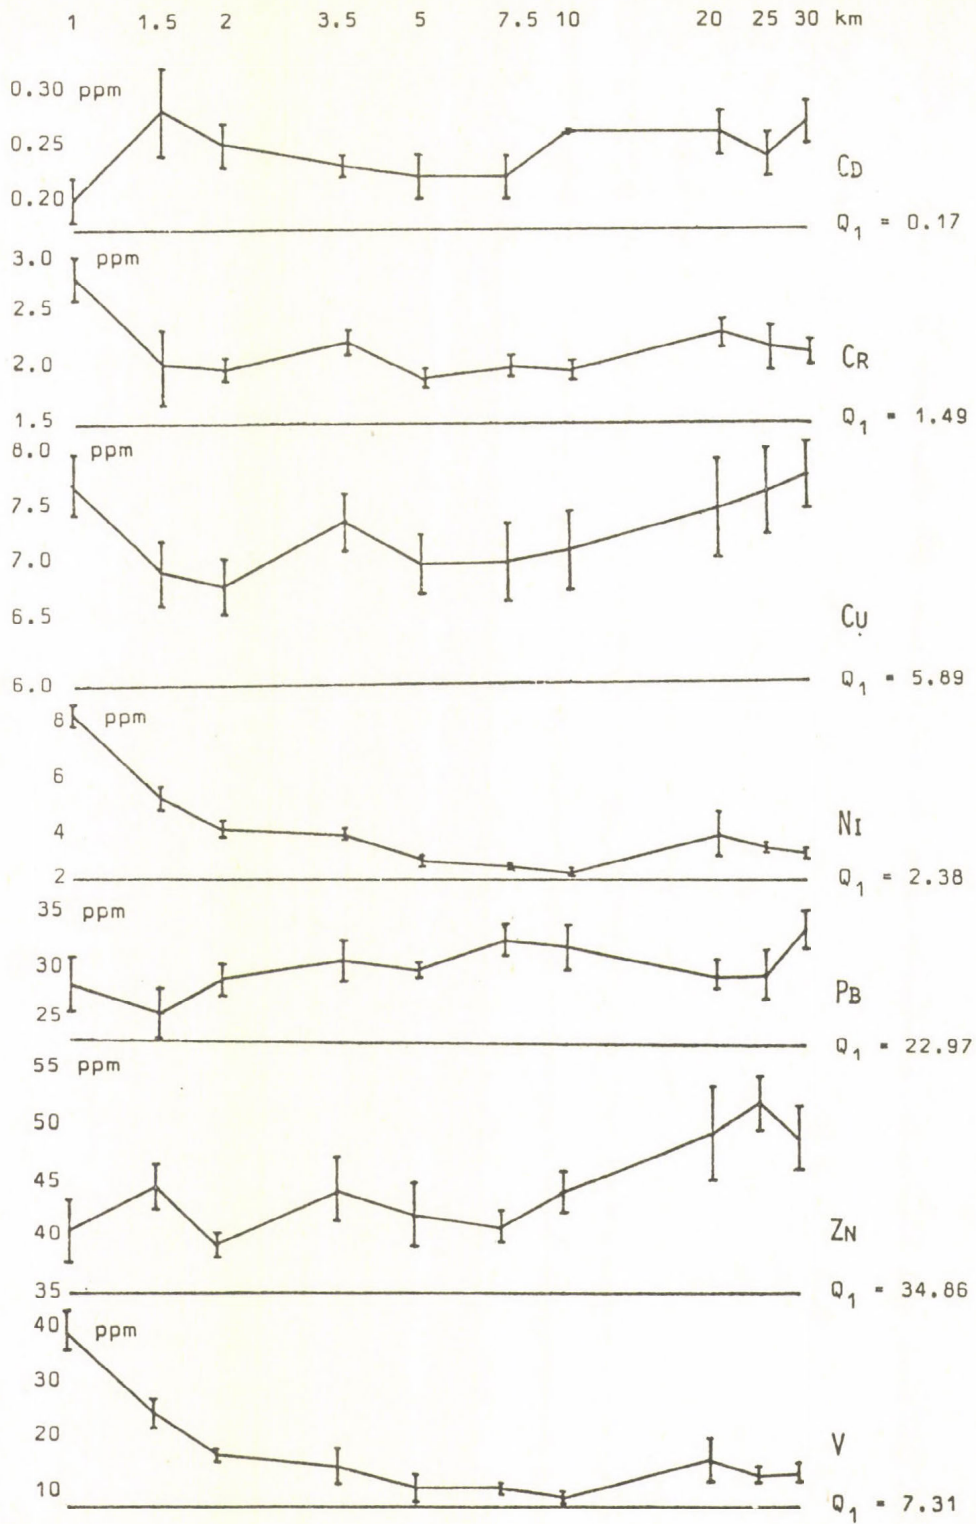 1 1.5 2 3.5 5 7.5 10 20 25 30 km
0.30 ppm
0.25
0.20
CD
Q1 = 0.17
3.0 ppm
2.5
2.0
CR
1.5
Q1 = 1.49
8.0 ppm
7.5
7.0
6.5
CU
6.0
Q1 = 5.89
8 ppm
6
4
NI
2
Q1 = 2.38
35 ppm
30
PB
25
Q1 = 22.97
55 ppm
50
45
40
ZN
35
Q1 = 34.86
40 ppm
30
20
V
10
Q1 = 7.31